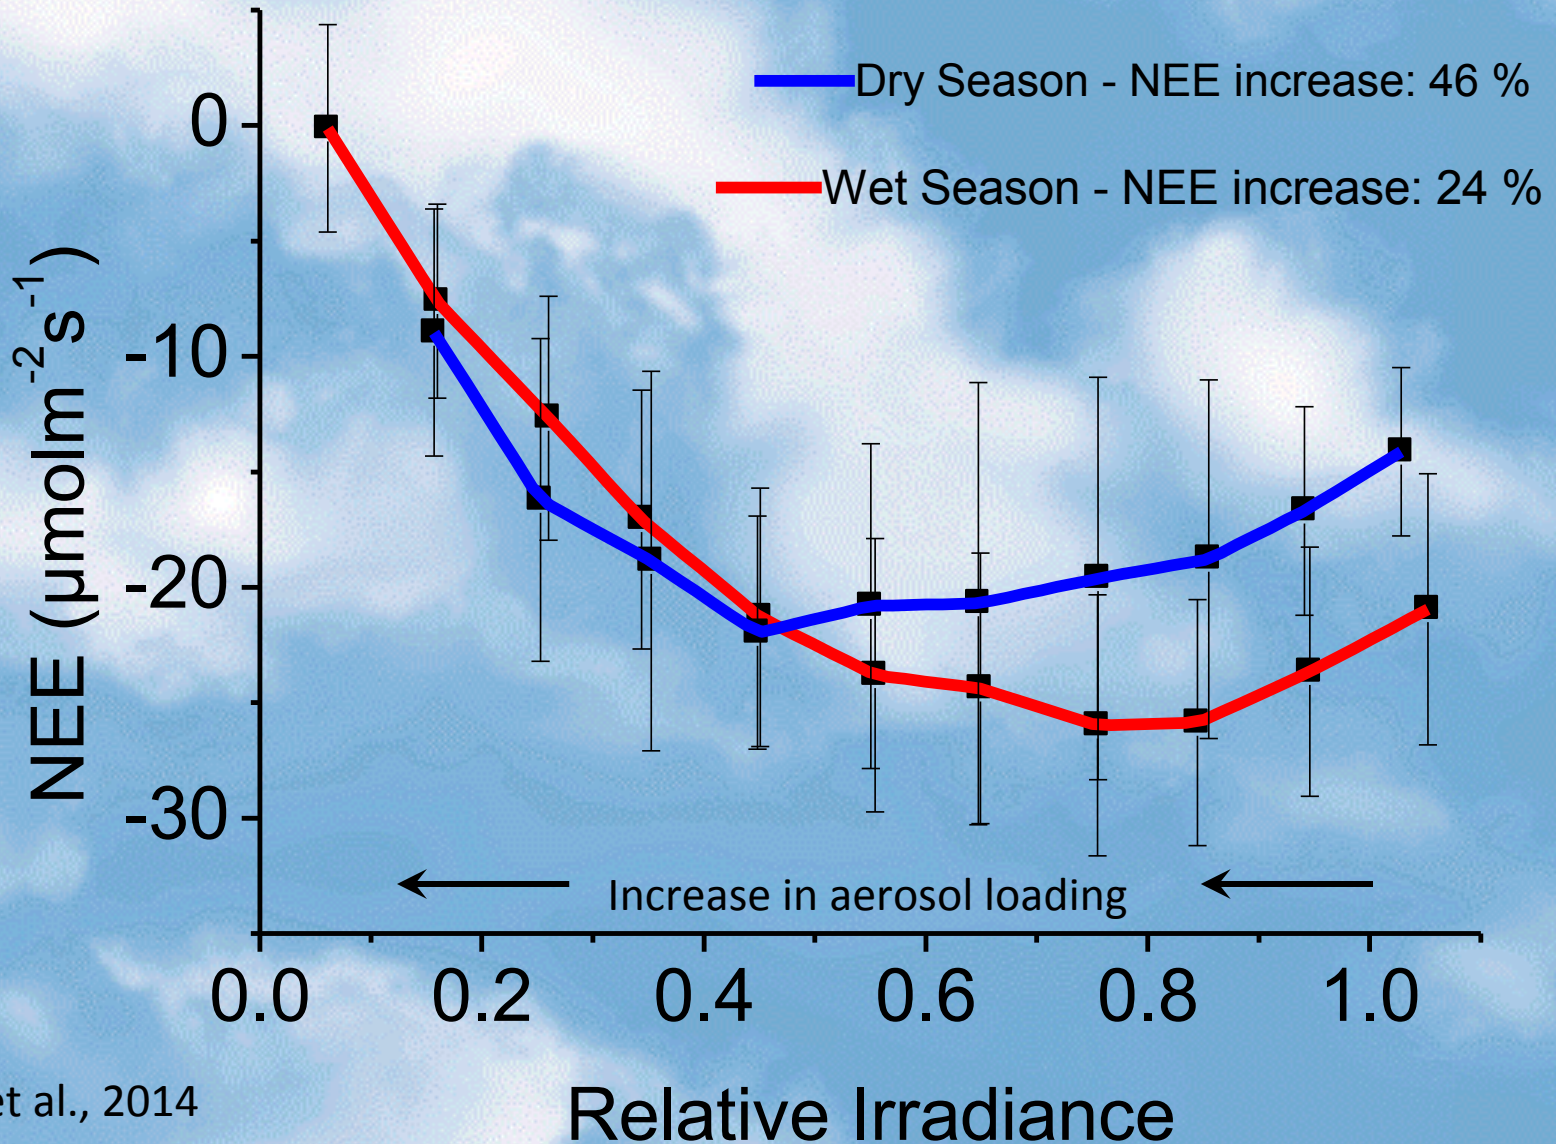 Dry Season - NEE increase: 46 %
Wet Season - NEE increase: 24 %
NEE (µmolm⁻²s⁻¹)
0
-10
-20
-30
Increase in aerosol loading
0.0 0.2 0.4 0.6 0.8 1.0
Relative Irradiance
et al., 2014